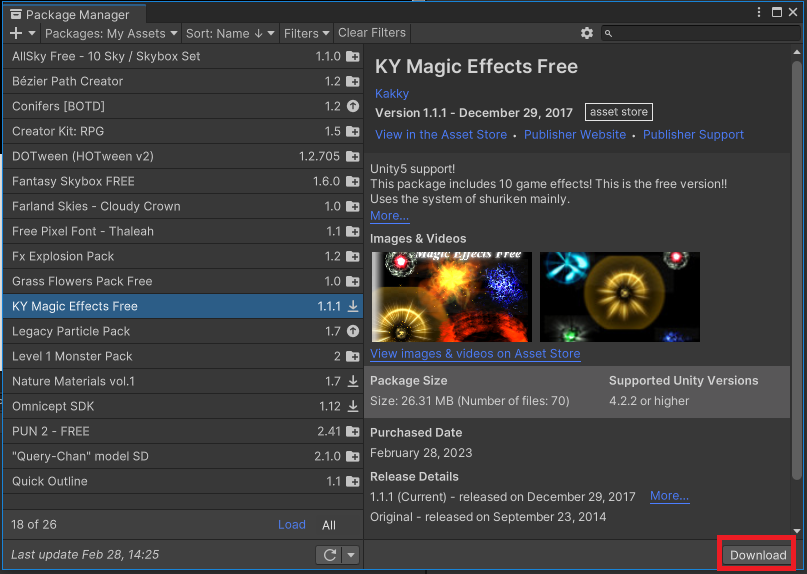 Package Manager
Packages: My Assets Sort: Name ↓ Filters Clear Filters
AllSky Free - 10 Sky / Skybox Set 1.1.0
Bézier Path Creator 1.2
Conifers [BOTD] 1.2
Creator Kit: RPG 1.5
DOTween (HOTween v2) 1.2.705
Fantasy Skybox FREE 1.6.0
Farland Skies - Cloudy Crown 1.0
Free Pixel Font - Thaleah 1.1
Fx Explosion Pack 1.2
Grass Flowers Pack Free 1.0
KY Magic Effects Free 1.1.1
Legacy Particle Pack 1.7
Level 1 Monster Pack 2
Nature Materials vol.1 1.7
Omnicept SDK 1.12
PUN 2 - FREE 2.41
"Query-Chan" model SD 2.1.0
Quick Outline 1.1
18 of 26 Load All
Last update Feb 28, 14:25
KY Magic Effects Free
Kakky
Version 1.1.1 - December 29, 2017 asset store
View in the Asset Store • Publisher Website • Publisher Support
Unity5 support!
This package includes 10 game effects! This is the free version!!
Uses the system of shuriken mainly.
More...
Images & Videos
Magic Effects Free
View images & videos on Asset Store
Package Size Supported Unity Versions
Size: 26.31 MB (Number of files: 70) 4.2.2 or higher
Purchased Date
February 28, 2023
Release Details
1.1.1 (Current) - released on December 29, 2017 More...
Original - released on September 23, 2014
Download